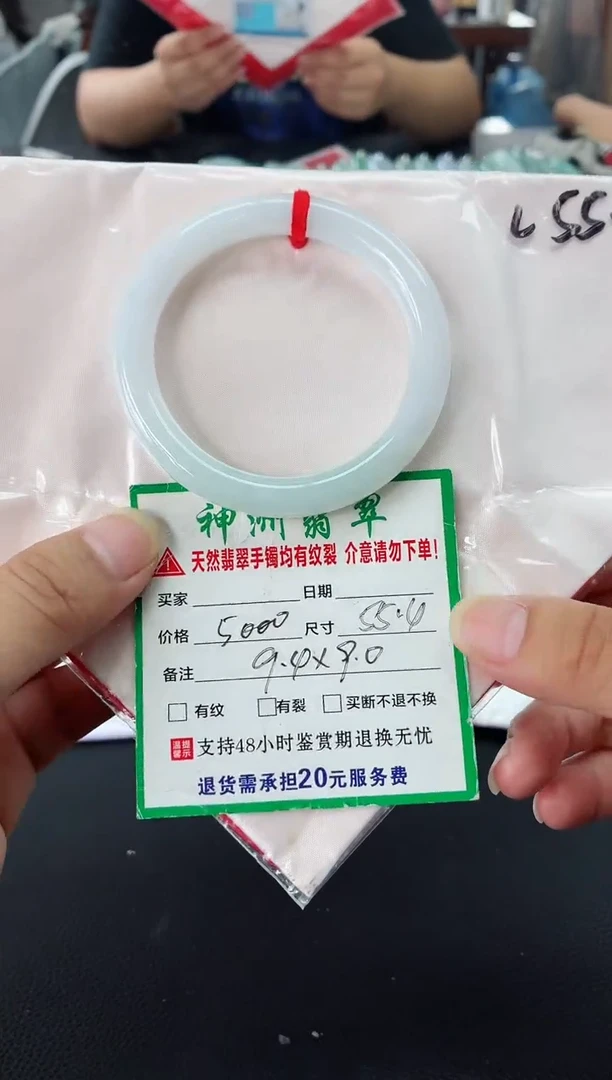 L 55
神洲翡翠
天然翡翠手镯均有纹裂 介意请勿下单!
买家 日期
价格 5000 尺寸 55.4
备注 9.4x9.0
有纹 有裂 买断不退不换
温馨提示 支持48小时鉴赏期退换无忧
退货需承担20元服务费